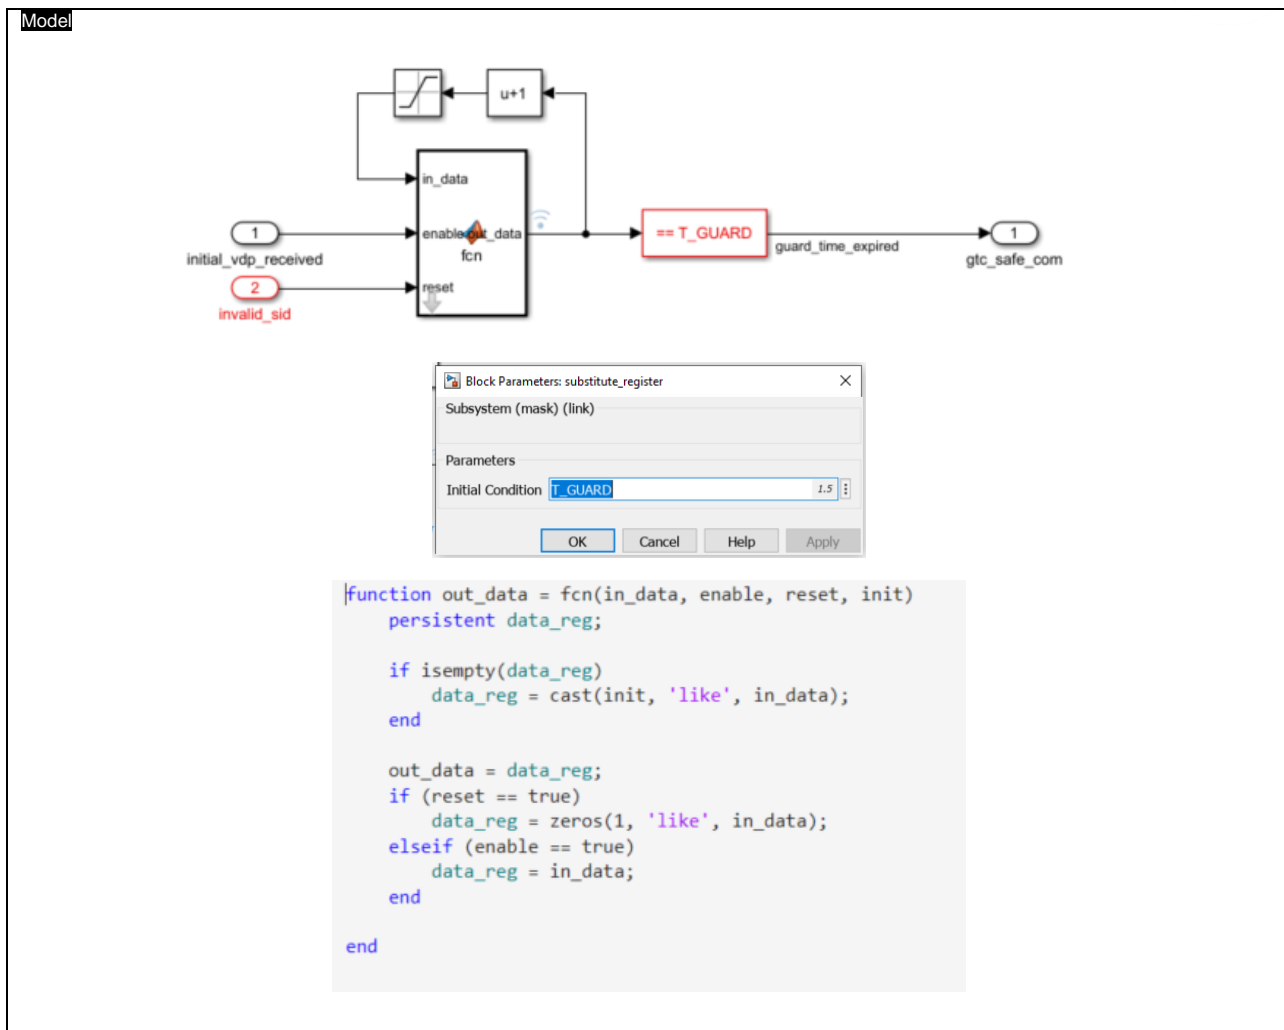 Model
u+1
in_data
1
initial_vdp_received
enable
out_data
fcn
== T_GUARD
guard_time_expired
1
gtc_safe_com
2
invalid_sid
reset
Block Parameters: substitute_register
Subsystem (mask) (link)
Parameters
Initial Condition T_GUARD 1.5
OK Cancel Help Apply
function out_data = fcn(in_data, enable, reset, init)
persistent data_reg;
if isempty(data_reg)
data_reg = cast(init, 'like', in_data);
end
out_data = data_reg;
if (reset == true)
data_reg = zeros(1, 'like', in_data);
elseif (enable == true)
data_reg = in_data;
end
end